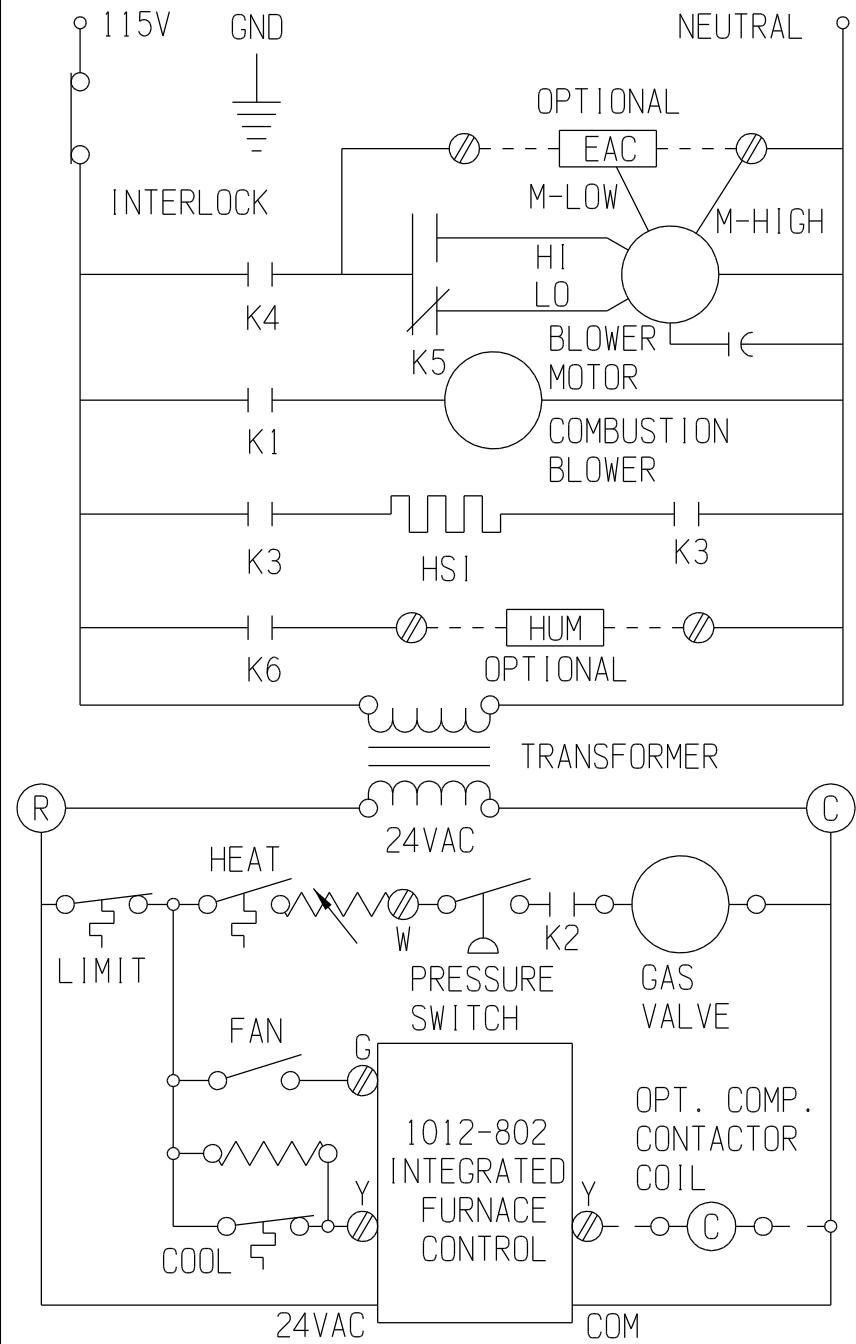 115V
GND
NEUTRAL
OPTIONAL
EAC
INTERLOCK
M-LOW
M-HIGH
HI
LO
K4
K5
BLOWER
MOTOR
K1
COMBUSTION
BLOWER
K3
HSI
K3
HUM
K6
OPTIONAL
TRANSFORMER
R
C
24VAC
HEAT
W
K2
LIMIT
PRESSURE
SWITCH
GAS
VALVE
FAN
G
OPT. COMP.
CONTACTOR
COIL
1012-802
INTEGRATED
FURNACE
CONTROL
Y
Y
C
COOL
24VAC
COM